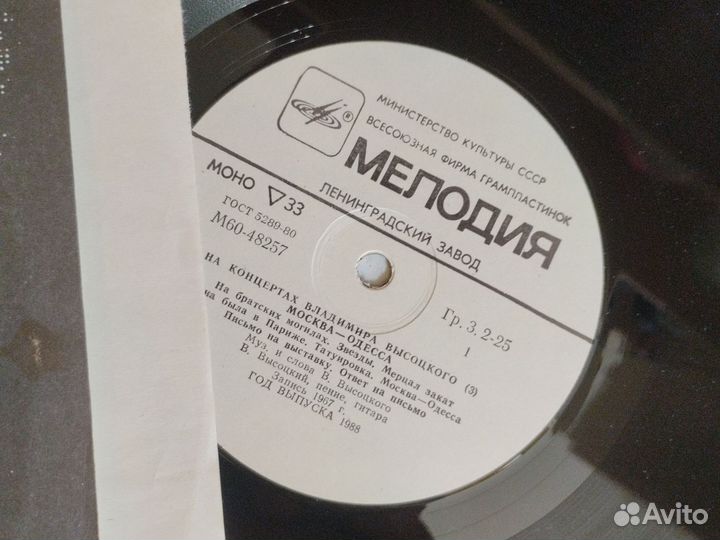 МИНИСТЕРСТВО КУЛЬТУРЫ СССР
ВСЕСОЮЗНАЯ ФИРМА ГРАМПЛАСТИНОК
®
МЕЛОДИЯ
МОНО ▽ 33
ЛЕНИНГРАДСКИЙ ЗАВОД
ГОСТ 5289-80
М60-48257
Гр. 3. 2-25
1
НА КОНЦЕРТАХ ВЛАДИМИРА ВЫСОЦКОГО (3)
МОСКВА—ОДЕССА
На братских могилах. Звезды. Мерцал закат
на была в Париже. Татуировка. Москва—Одесса
Письмо на выставку. Ответ на письмо
Муз. и слова В. Высоцкого
В. Высоцкий, пение, гитара
Запись 1967 г.
ГОД ВЫПУСКА 1988
Avito